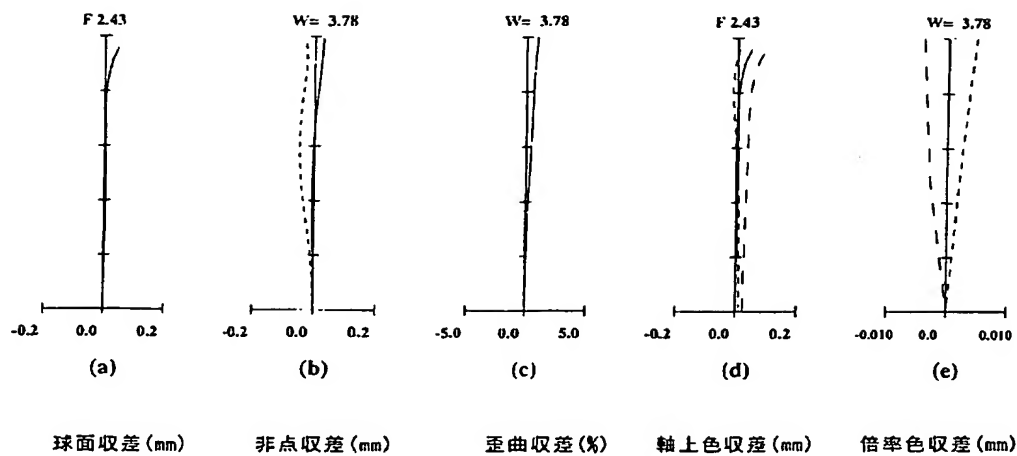 F 2.43 W= 3.78 W= 3.78 F 2.43 W= 3.78
-0.2 0.0 0.2 -0.2 0.0 0.2 -5.0 0.0 5.0 -0.2 0.0 0.2 -0.010 0 0.010
(a) (b) (c) (d) (e)
球面収差(mm) 非点収差(mm) 歪曲収差(%) 軸上色収差(mm) 倍率色収差(mm)